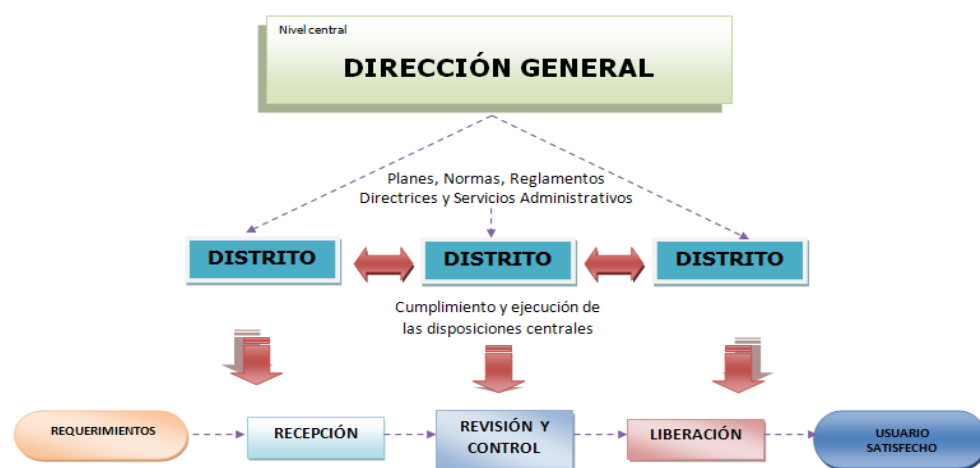 Nivel central
DIRECCIÓN GENERAL
Planes, Normas, Reglamentos
Directrices y Servicios Administrativos
DISTRITO
DISTRITO
DISTRITO
Cumplimiento y ejecución de
las disposiciones centrales
REQUERIMIENTOS
RECEPCIÓN
REVISIÓN Y
CONTROL
LIBERACIÓN
USUARIO
SATISFECHO